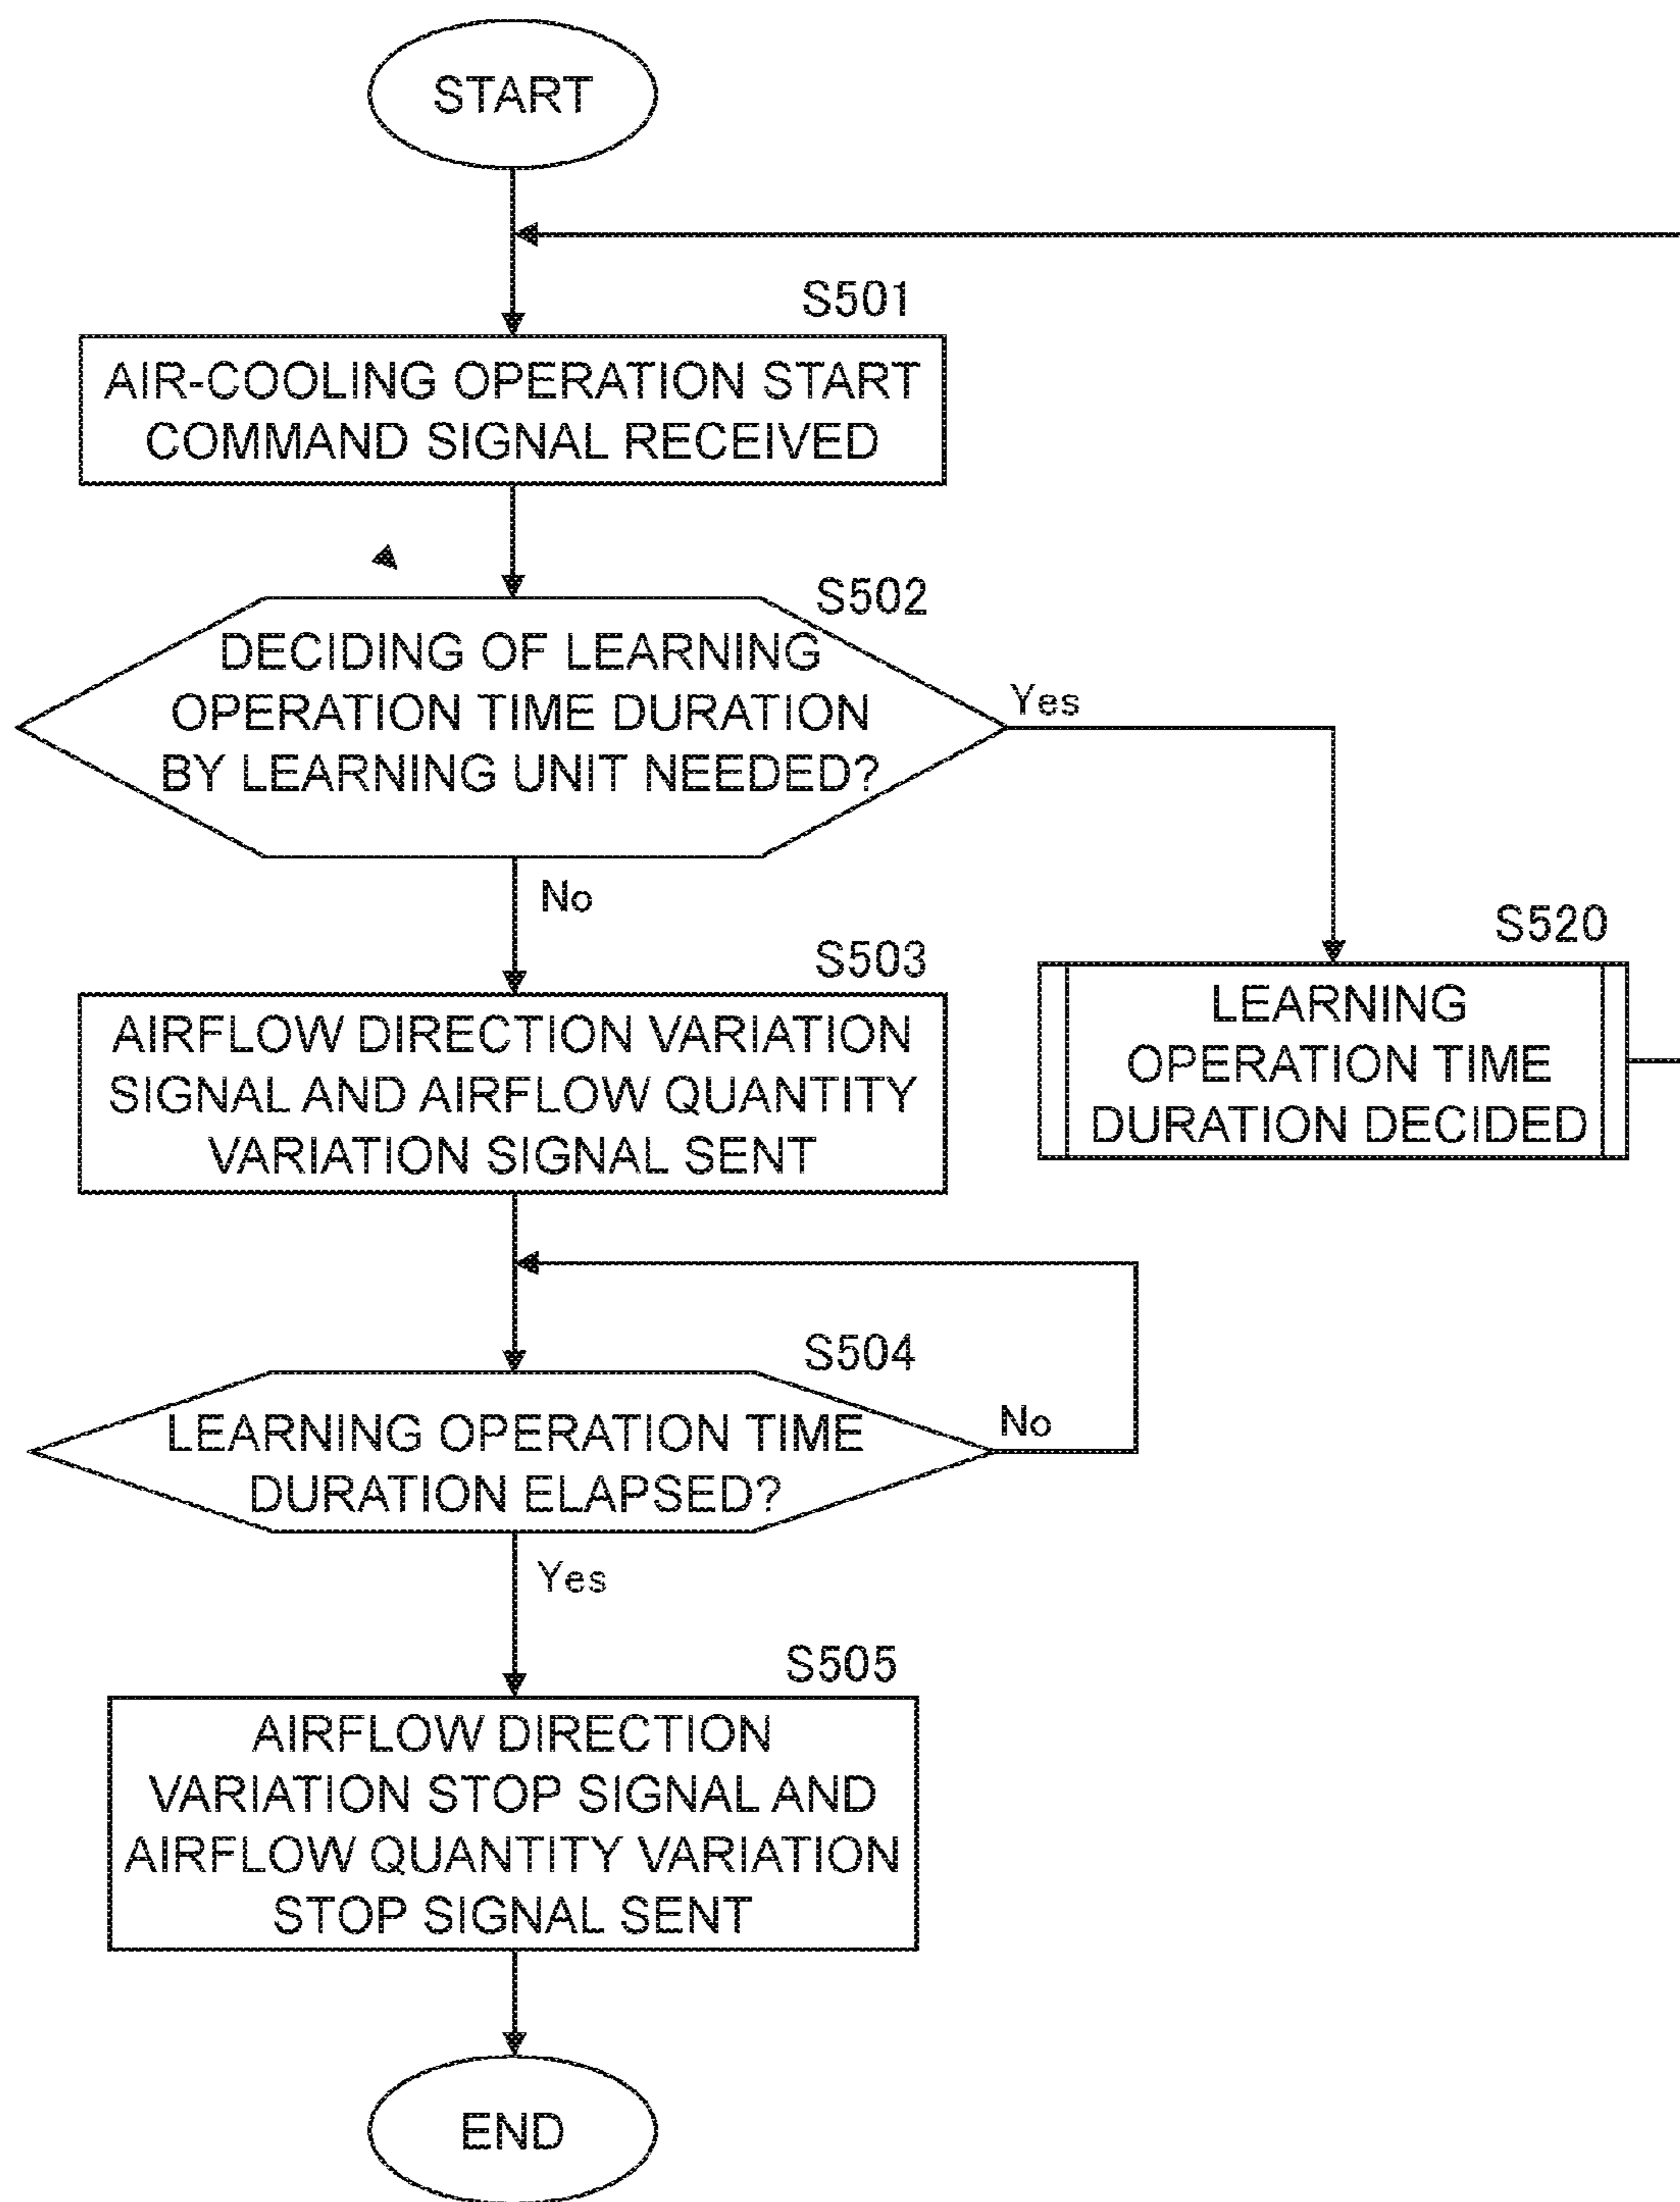 START
S501
AIR-COOLING OPERATION START
COMMAND SIGNAL RECEIVED
S502
DECIDING OF LEARNING
OPERATION TIME DURATION
BY LEARNING UNIT NEEDED?
Yes
No
S520
LEARNING
OPERATION TIME
DURATION DECIDED
S503
AIRFLOW DIRECTION VARIATION
SIGNAL AND AIRFLOW QUANTITY
VARIATION SIGNAL SENT
S504
LEARNING OPERATION TIME
DURATION ELAPSED?
No
Yes
S505
AIRFLOW DIRECTION
VARIATION STOP SIGNAL AND
AIRFLOW QUANTITY VARIATION
STOP SIGNAL SENT
END